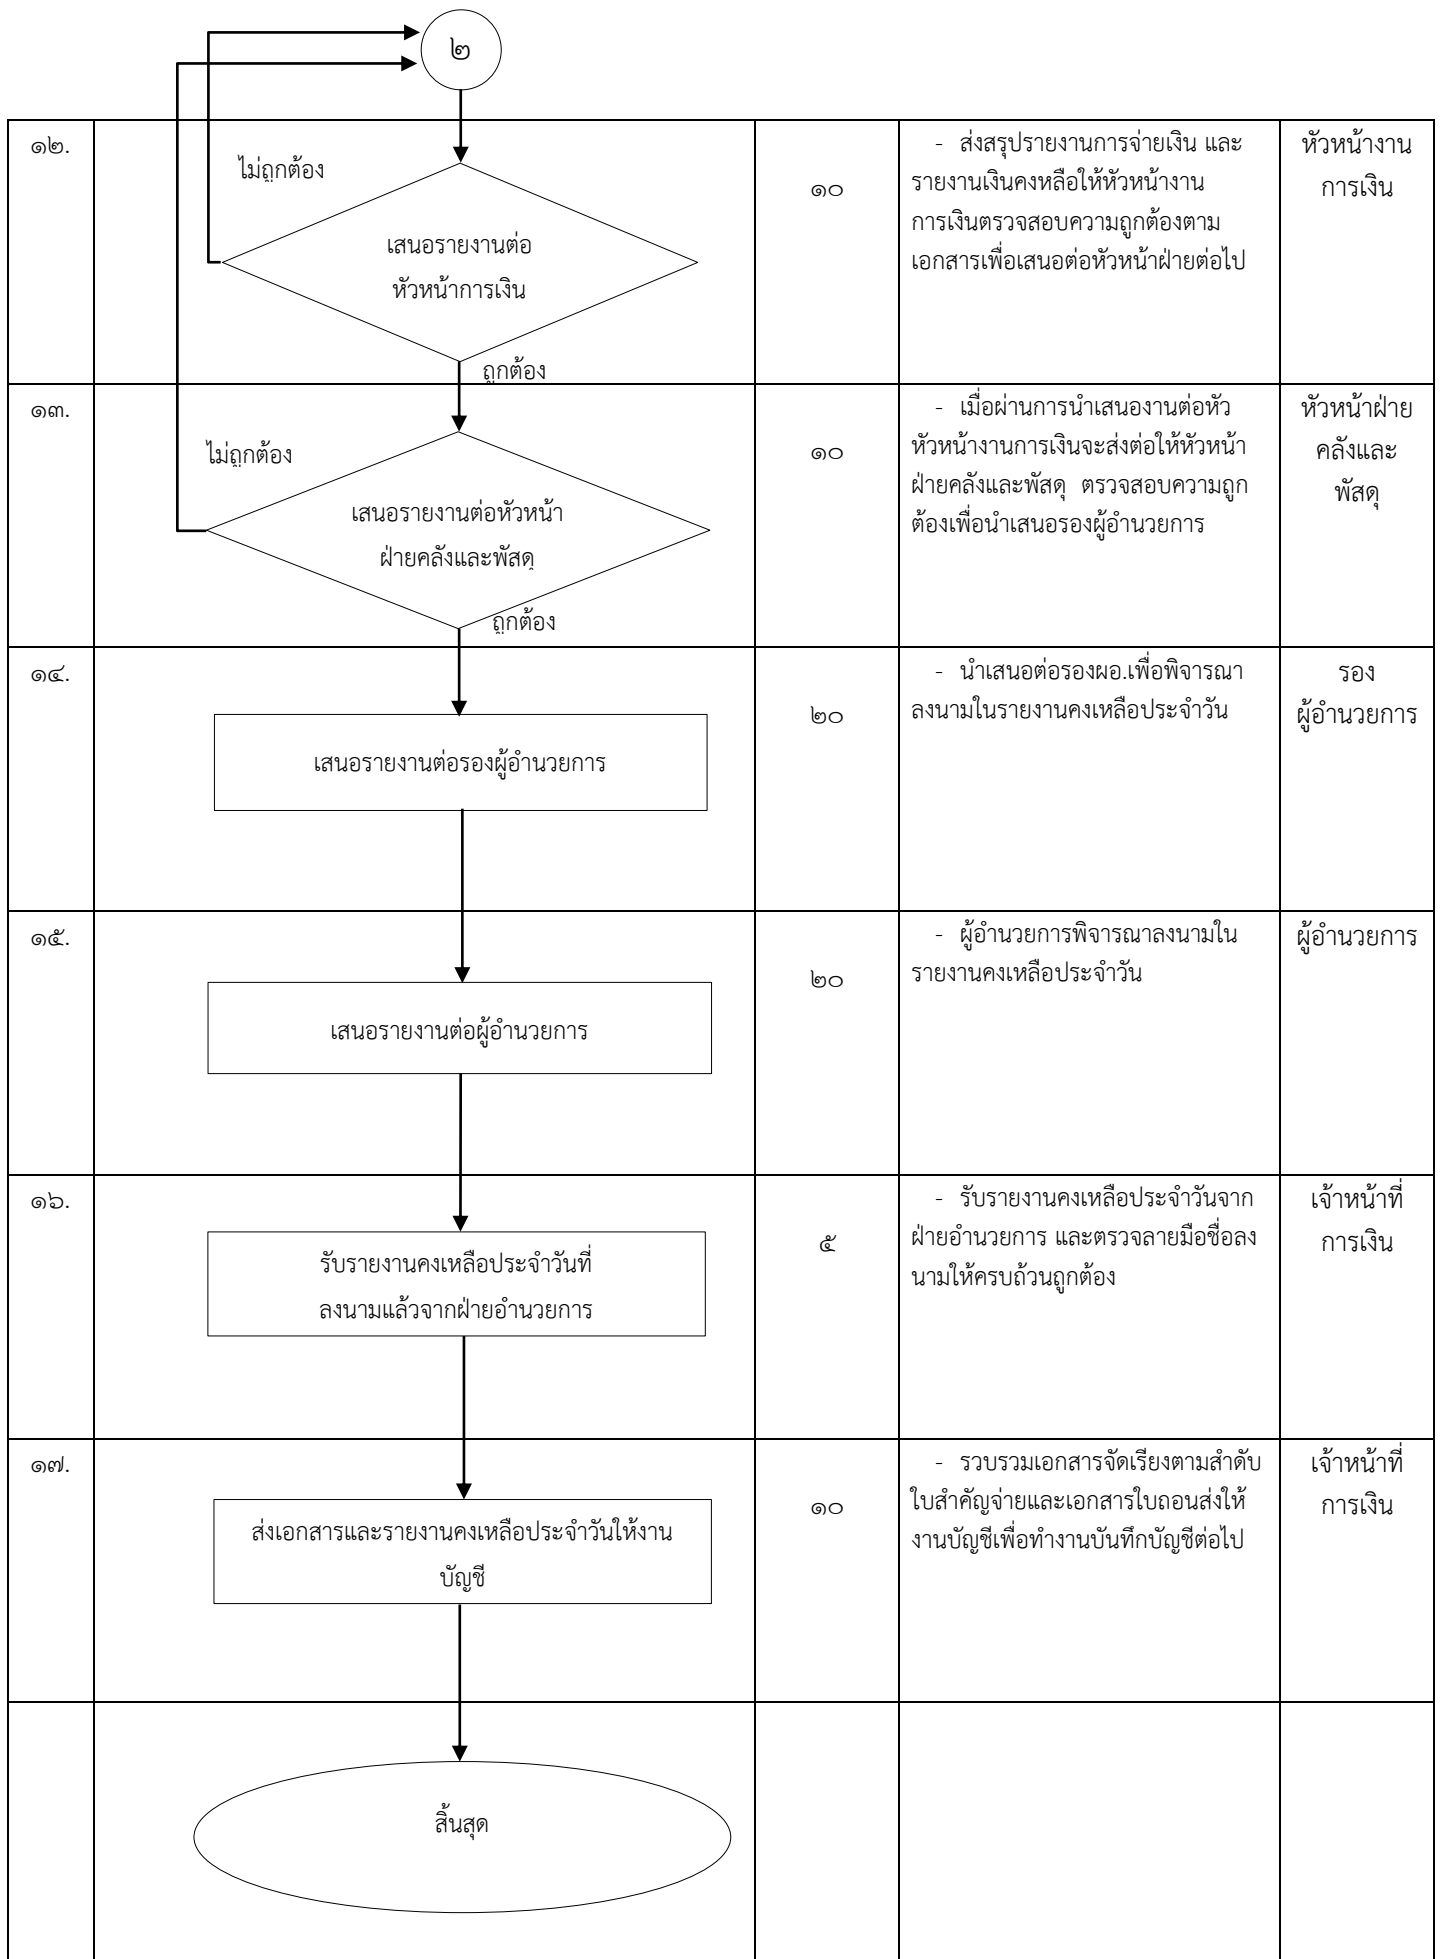 ๒
๑๒.
ไม่ถูกต้อง
เสนอรายงานต่อ
หัวหน้าการเงิน
ถูกต้อง
๑๐
- ส่งสรุปรายงานการจ่ายเงิน และ
รายงานเงินคงหลือให้หัวหน้างาน
การเงินตรวจสอบความถูกต้องตาม
เอกสารเพื่อเสนอต่อหัวหน้าฝ่ายต่อไป
หัวหน้างาน
การเงิน
๑๓.
ไม่ถูกต้อง
เสนอรายงานต่อหัวหน้า
ฝ่ายคลังและพัสดุ
ถูกต้อง
๑๐
- เมื่อผ่านการนำเสนองานต่อหัว
หัวหน้างานการเงินจะส่งต่อให้หัวหน้า
ฝ่ายคลังและพัสดุ ตรวจสอบความถูก
ต้องเพื่อนำเสนอรองผู้อำนวยการ
หัวหน้าฝ่าย
คลังและ
พัสดุ
๑๔.
เสนอรายงานต่อรองผู้อำนวยการ
๒๐
- นำเสนอต่อรองผอ.เพื่อพิจารณา
ลงนามในรายงานคงเหลือประจำวัน
รอง
ผู้อำนวยการ
๑๕.
เสนอรายงานต่อผู้อำนวยการ
๒๐
- ผู้อำนวยการพิจารณาลงนามใน
รายงานคงเหลือประจำวัน
ผู้อำนวยการ
๑๖.
รับรายงานคงเหลือประจำวันที่
ลงนามแล้วจากฝ่ายอำนวยการ
๕
- รับรายงานคงเหลือประจำวันจาก
ฝ่ายอำนวยการ และตรวจลายมือชื่อลง
นามให้ครบถ้วนถูกต้อง
เจ้าหน้าที่
การเงิน
๑๗.
ส่งเอกสารและรายงานคงเหลือประจำวันให้งาน
บัญชี
๑๐
- รวบรวมเอกสารจัดเรียงตามสำดับ
ใบสำคัญจ่ายและเอกสารใบถอนส่งให้
งานบัญชีเพื่อทำงานบันทึกบัญชีต่อไป
เจ้าหน้าที่
การเงิน
สิ้นสุด